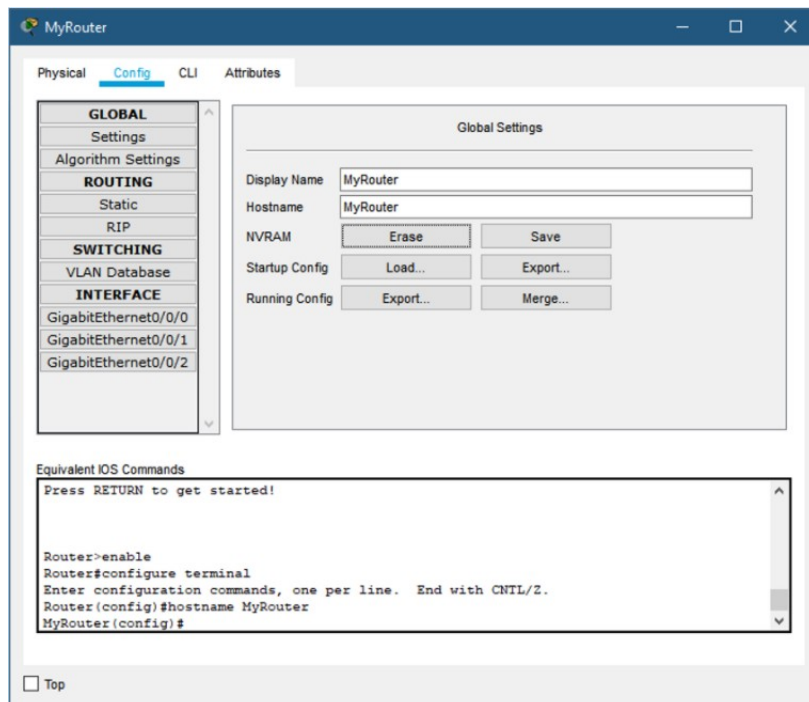 MyRouter
Physical Config CLI Attributes
GLOBAL
Settings
Algorithm Settings
ROUTING
Static
RIP
SWITCHING
VLAN Database
INTERFACE
GigabitEthernet0/0/0
GigabitEthernet0/0/1
GigabitEthernet0/0/2
Global Settings
Display Name MyRouter
Hostname MyRouter
NVRAM Erase Save
Startup Config Load... Export...
Running Config Export... Merge...
Equivalent IOS Commands
Press RETURN to get started!
Router>enable
Router#configure terminal
Enter configuration commands, one per line. End with CNTL/Z.
Router(config)#hostname MyRouter
MyRouter(config)#
Top